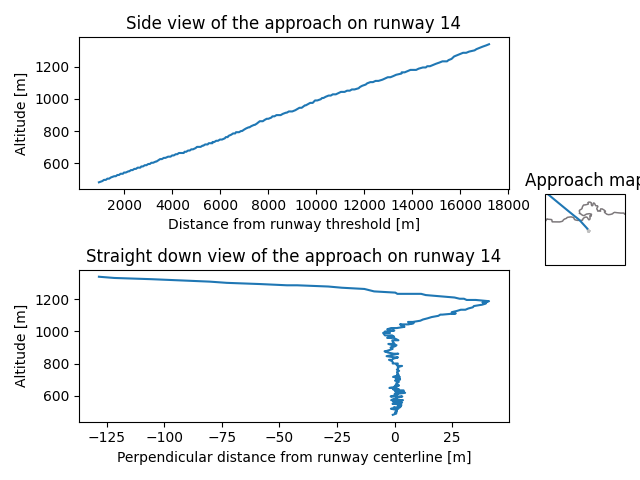 Side view of the approach on runway 14
Altitude [m]
1200
1000
800
600
2000 4000 6000 8000 10000 12000 14000 16000 18000
Distance from runway threshold [m]
Approach map
Straight down view of the approach on runway 14
Altitude [m]
1200
1000
800
600
−125 −100 −75 −50 −25 0 25
Perpendicular distance from runway centerline [m]